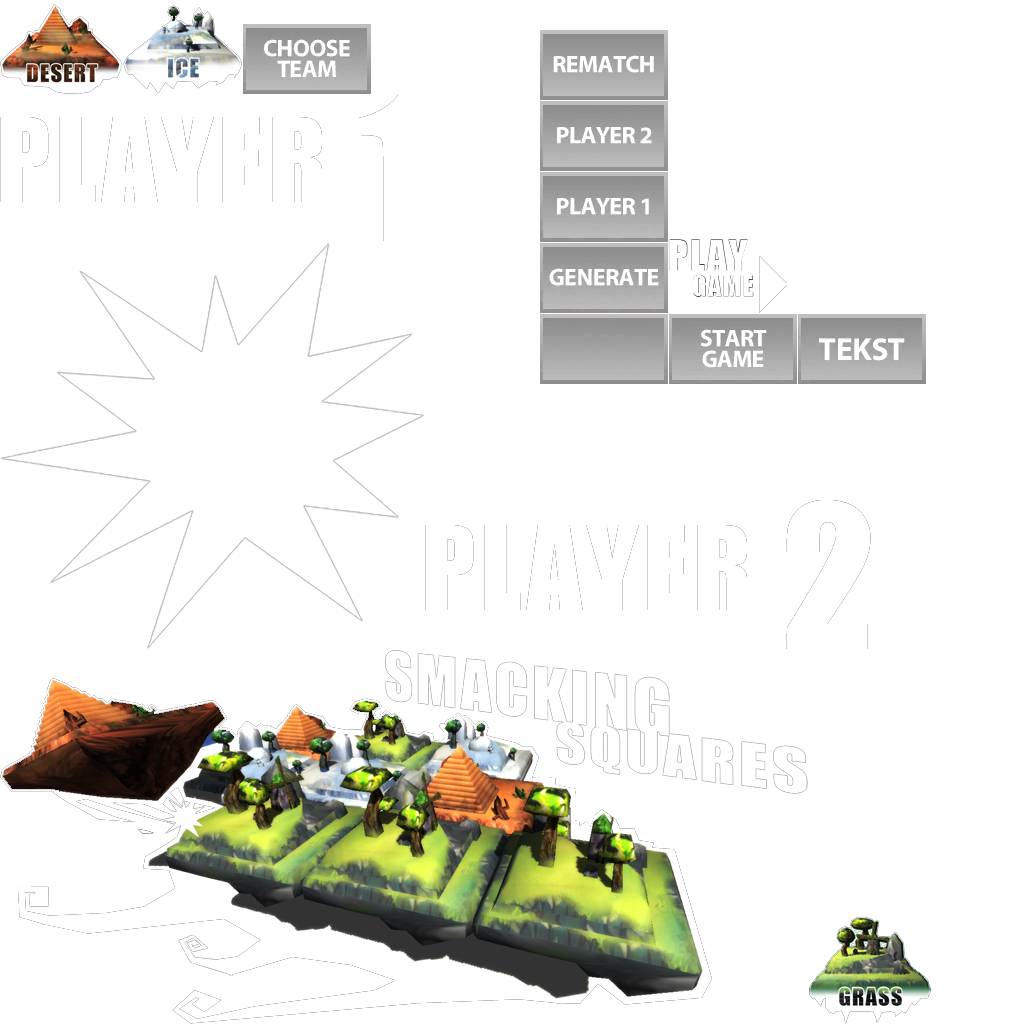 DESERT
ICE
CHOOSE
TEAM
REMATCH
PLAYER 1
PLAYER 2
PLAYER 1
GENERATE
PLAY
GAME
START
GAME
TEKST
PLAYER 2
SMACKING
SQUARES
GRASS